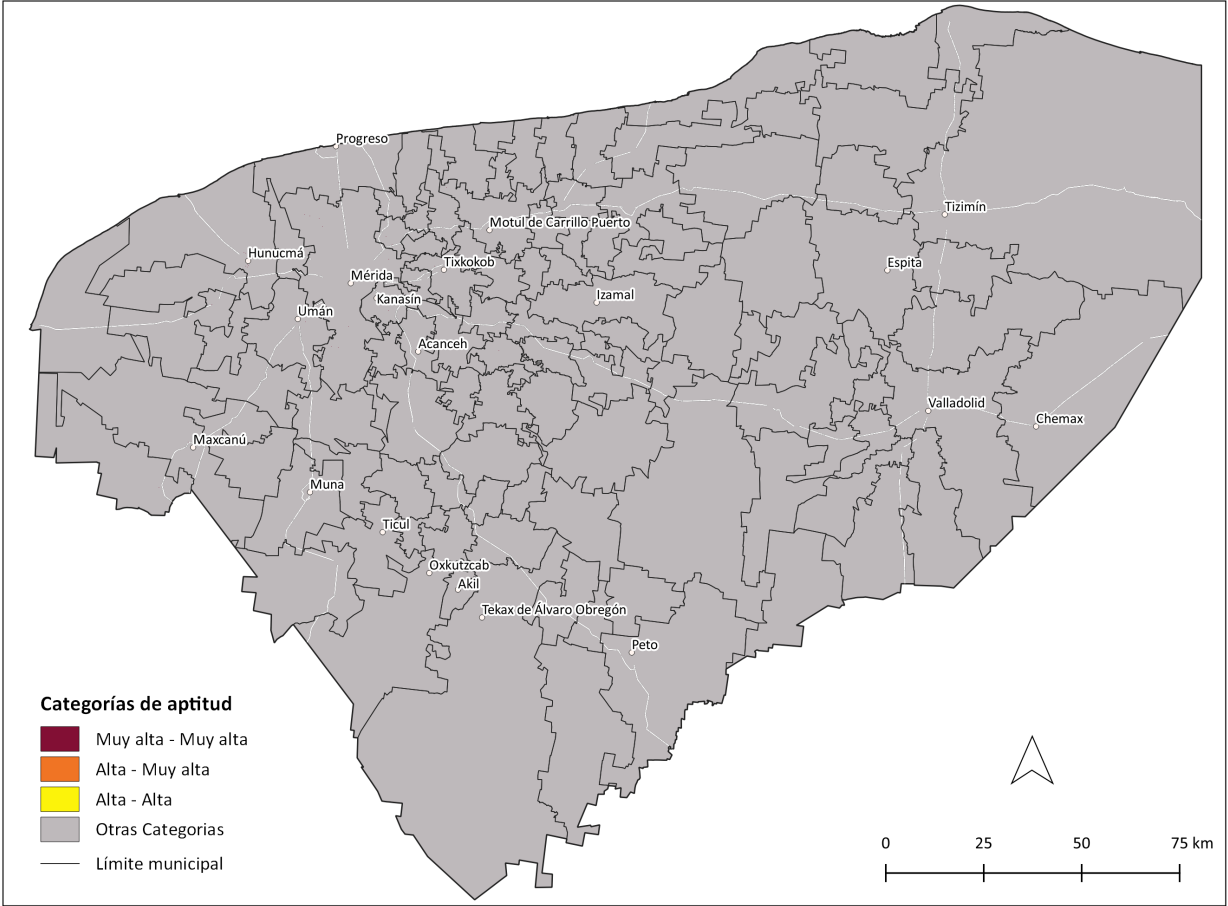 Progreso
Tizimín
Motul de Carrillo Puerto
Hunucmá
Tixkokob
Espita
Mérida
Kanasín
Izamal
Umán
Acanceh
Valladolid
Chemax
Maxcanú
Muna
Ticul
Oxkutzcab
Akil
Tekax de Álvaro Obregón
Peto
Categorías de aptitud
Muy alta - Muy alta
Alta - Muy alta
Alta - Alta
Otras Categorias
Límite municipal
0 25 50 75 km